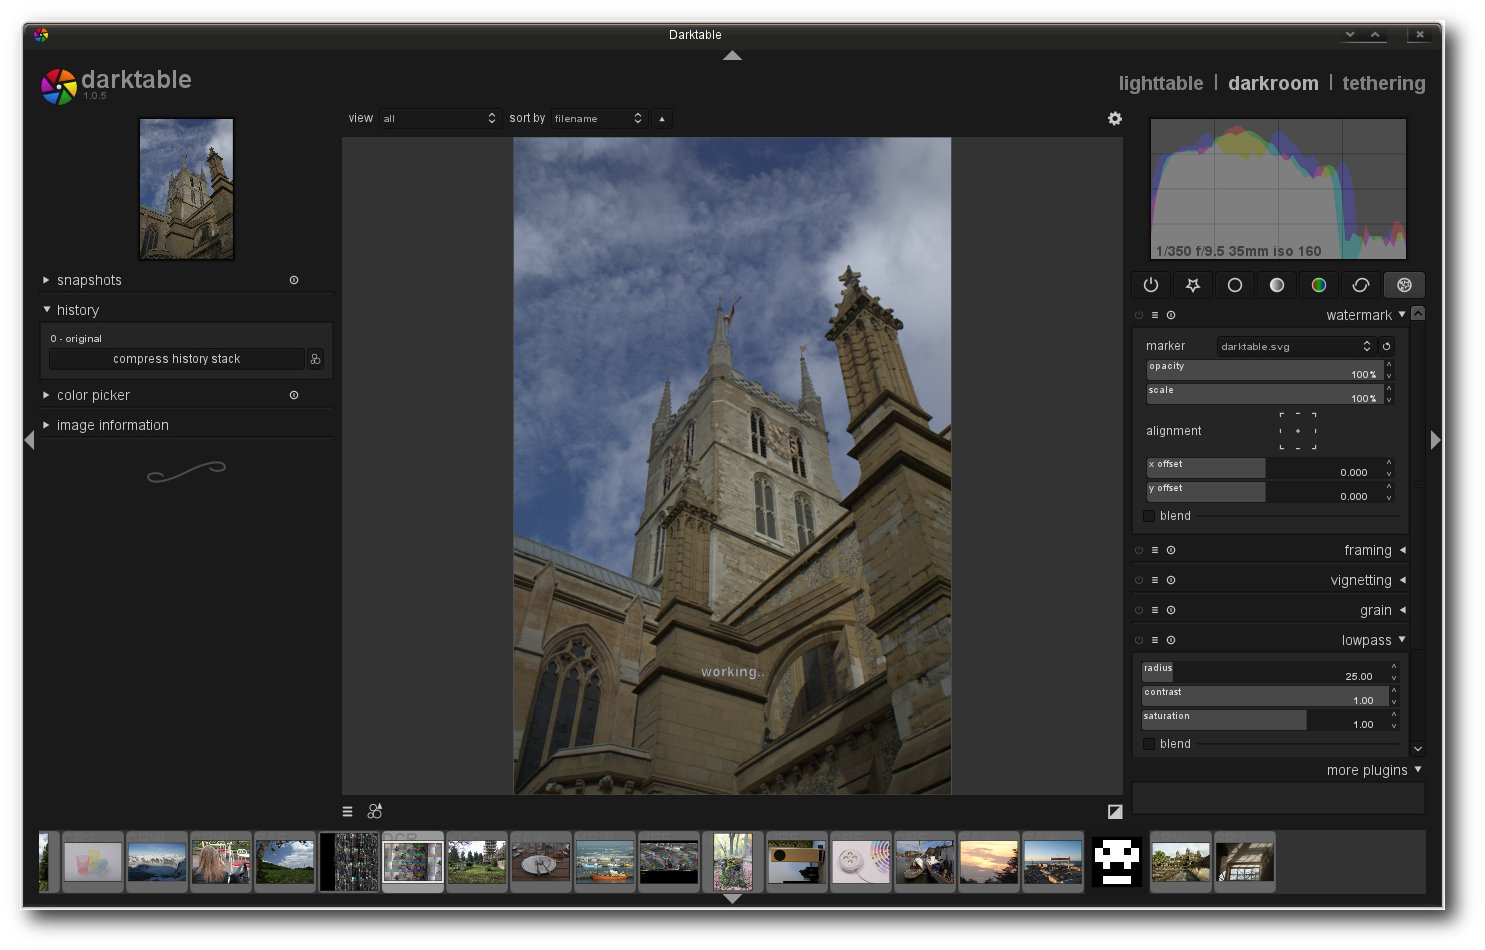 Darktable
darktable
1.0.5
lighttable | darkroom | tethering
view all sort by filename
1/350 f/9.5 35mm iso 160
snapshots
history
0 - original
compress history stack
color picker
image information
watermark
marker darktable.svg
opacity 100%
scale 100%
alignment
x offset 0.000
y offset 0.000
blend
framing
vignetting
grain
lowpass
radius 25.00
contrast 1.00
saturation 1.00
blend
more plugins
working..
CR2 CRW DCR